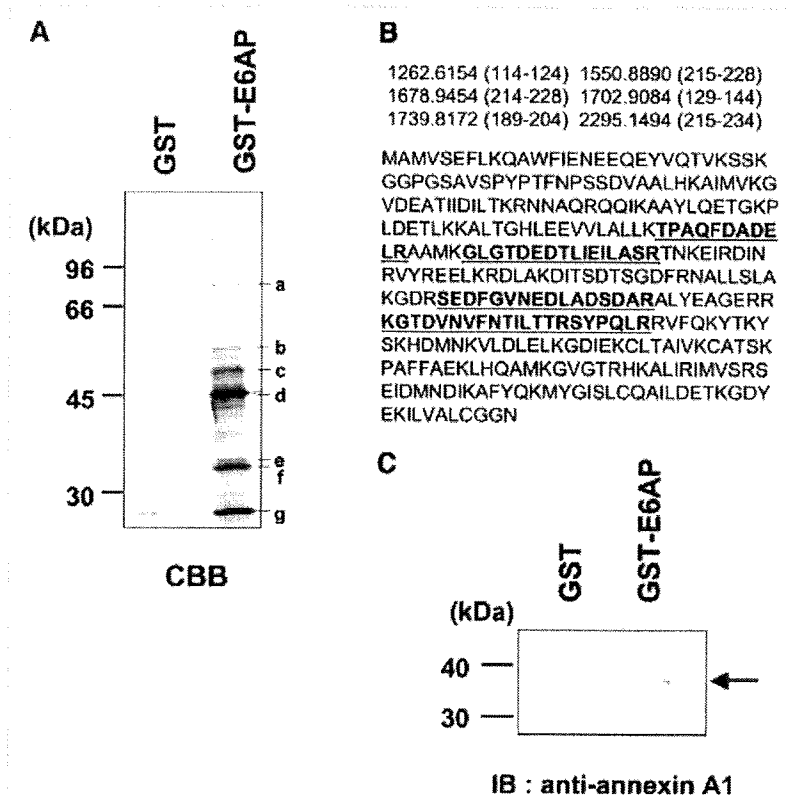 A
GST
GST-E6AP
(kDa)
96
66
45
30
a
b
c
d
e
f
g
CBB
B
1262.6154 (114-124) 1550.8890 (215-228)
1678.9454 (214-228) 1702.9084 (129-144)
1739.8172 (189-204) 2295.1494 (215-234)
MAMVSEFLKQAWFIENEEQEYVQTVKSSK
GGPGSAVSPYPTFNPSSDVAALHKAIMVKG
VDEATIIDILTKRNNAQRQQIKAAYLQETGKP
LDETLKKALTGHLEEVVLALLKTPAQFDADE
LRAAMKGLGTDEDTLIEILASRTNKEIRDIN
RVYREELKRDLAKDITSDTSGDFRNALLSLA
KGDRSEDFGVNEDLADSDARALYEAGERR
KGTDVNVFNTILTTRSYPQLRRVFQKYTKY
SKHDMNKVLDLELKGDIEKCLTAIVKCATSK
PAFFAEKLHQAMKGVGTRHKALIRIMVSRS
EIDMNDIKAFYQKMYGISLCQAILDETKGDY
EKILVALCGGN
C
GST
GST-E6AP
(kDa)
40
30
IB : anti-annexin A1